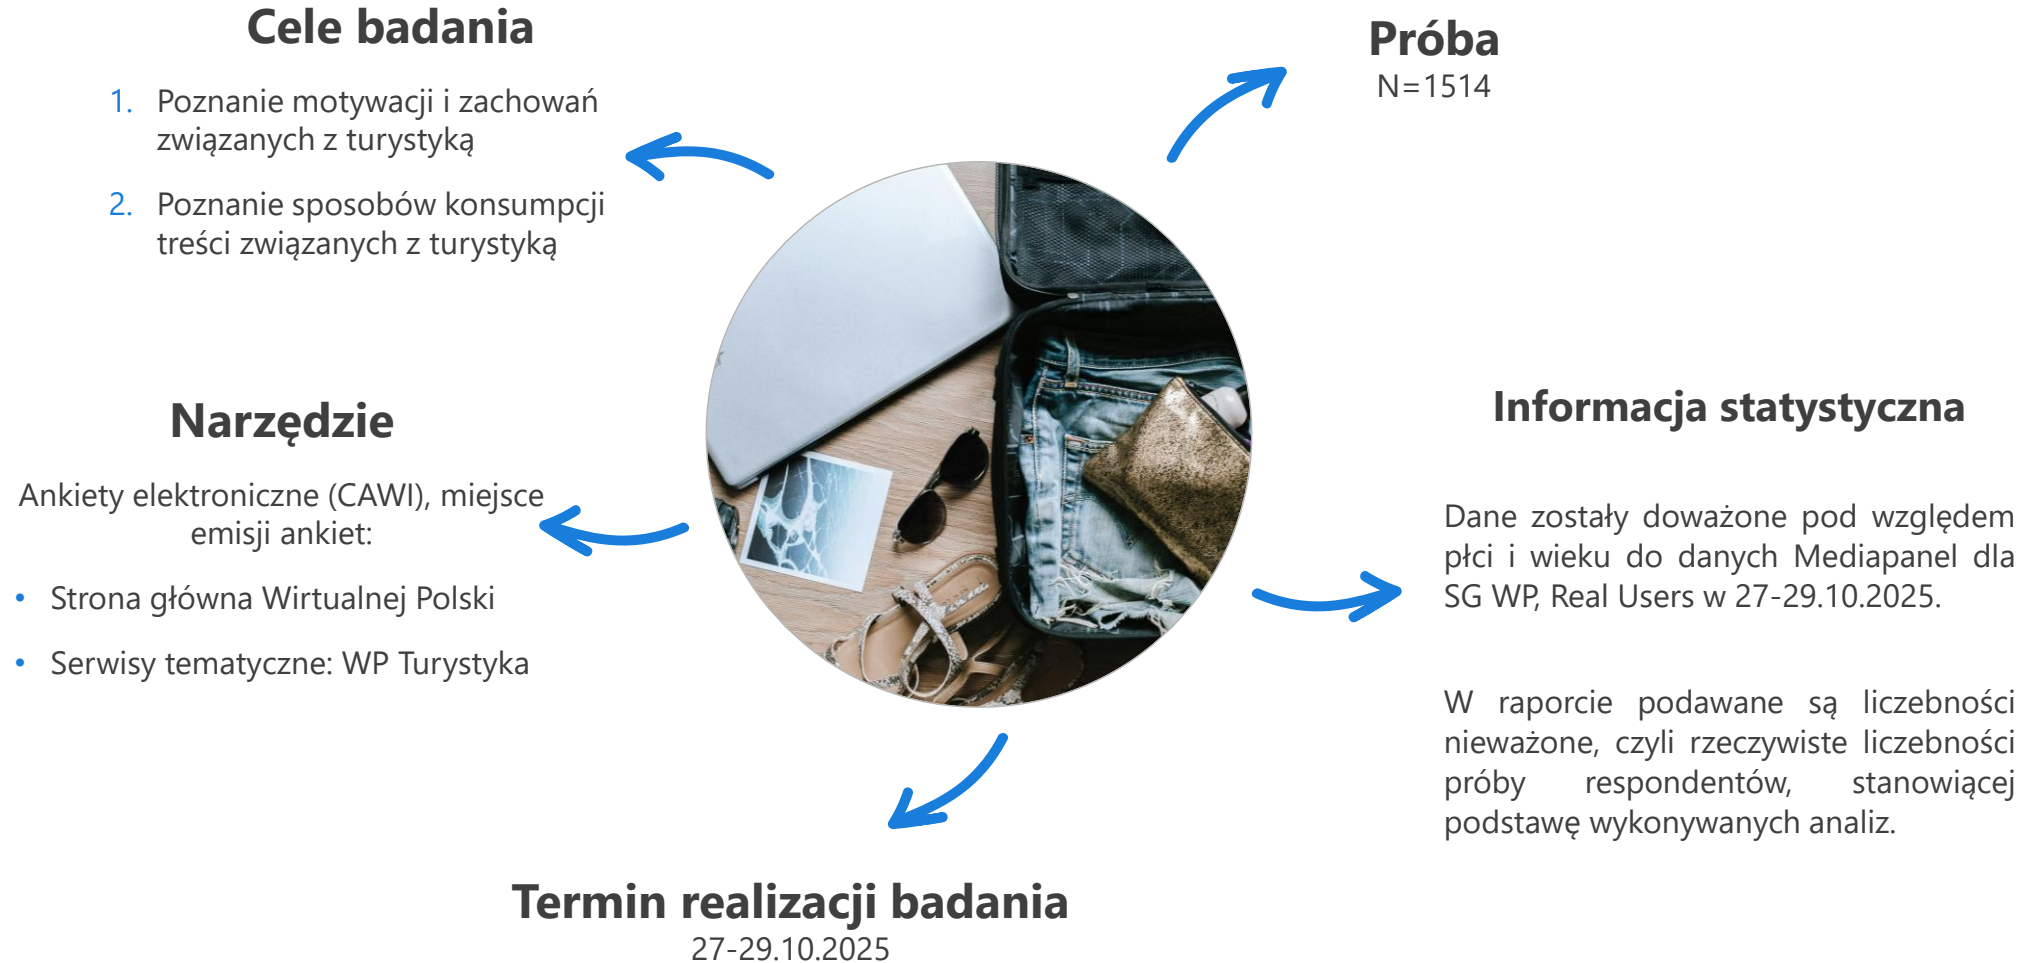 Cele badania
1. Poznanie motywacji i zachowań
związanych z turystyką
2. Poznanie sposobów konsumpcji
treści związanych z turystyką
Próba
N=1514
Narzędzie
Ankiety elektroniczne (CAWI), miejsce
emisji ankiet:
• Strona główna Wirtualnej Polski
• Serwisy tematyczne: WP Turystyka
Informacja statystyczna
Dane zostały doważone pod względem
płci i wieku do danych Mediapanel dla
SG WP, Real Users w 27-29.10.2025.
W raporcie podawane są liczebności
nieważone, czyli rzeczywiste liczebności
próby respondentów, stanowiącej
podstawę wykonywanych analiz.
Termin realizacji badania
27-29.10.2025